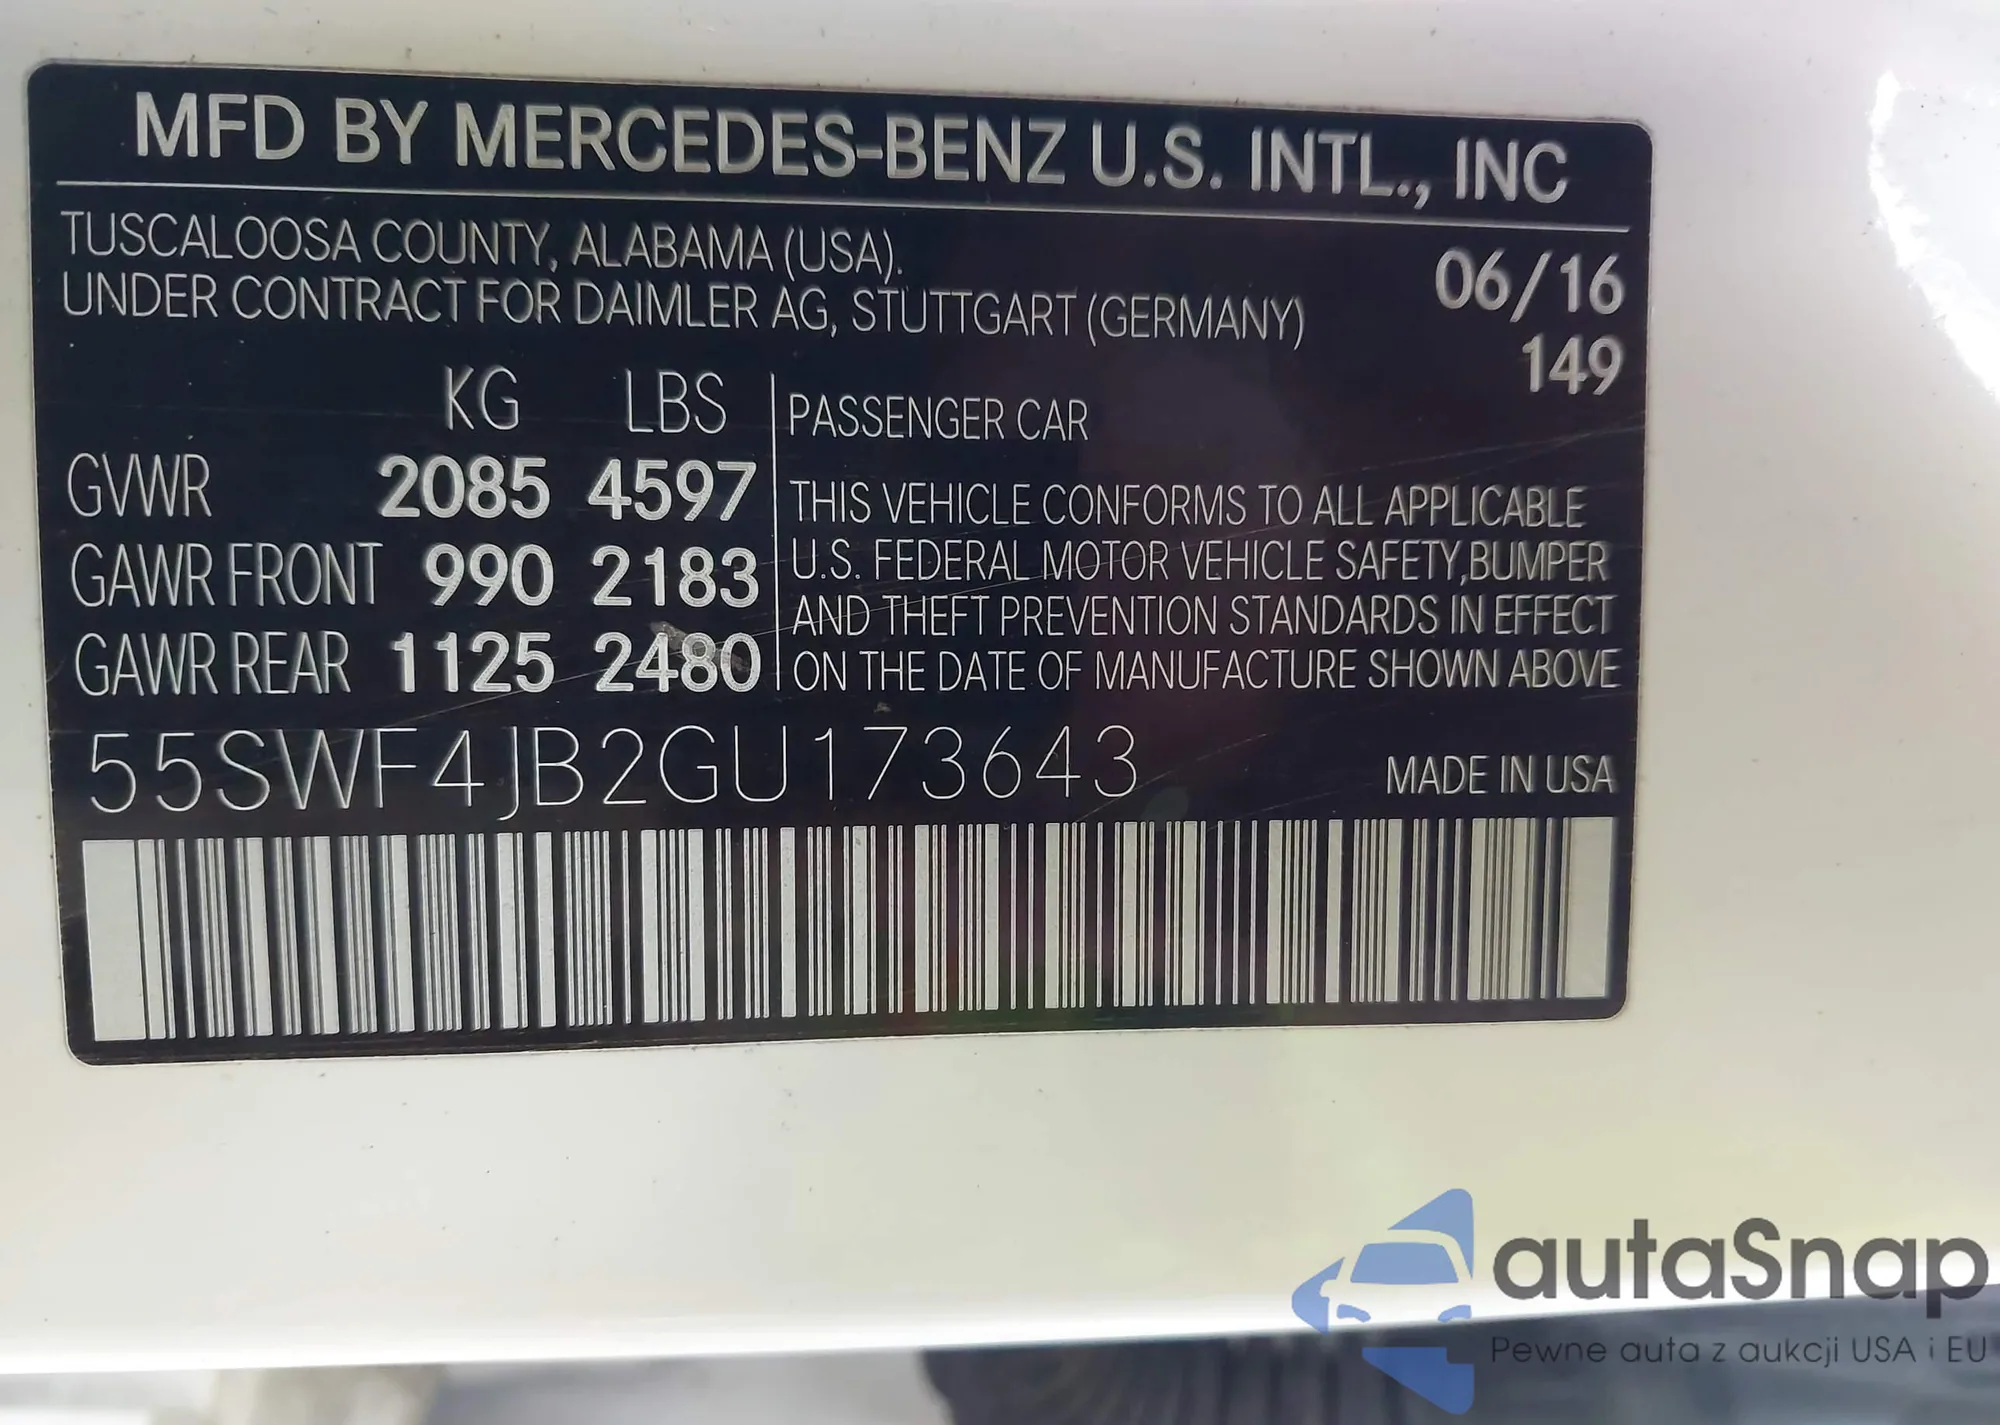 MFD BY MERCEDES-BENZ U.S. INTL., INC
TUSCALOOSA COUNTY, ALABAMA (USA).
UNDER CONTRACT FOR DAIMLER AG, STUTTGART (GERMANY)
06/16
149
KG LBS
GVWR 2085 4597
GAWR FRONT 990 2183
GAWR REAR 1125 2480
PASSENGER CAR
THIS VEHICLE CONFORMS TO ALL APPLICABLE
U.S. FEDERAL MOTOR VEHICLE SAFETY,BUMPER
AND THEFT PREVENTION STANDARDS IN EFFECT
ON THE DATE OF MANUFACTURE SHOWN ABOVE
55SWF4JB2GU173643
MADE IN USA
autaSnap
Pewne auta z aukcji USA i EU